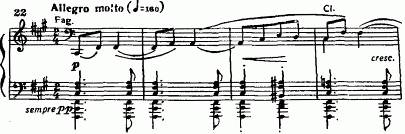 22 Allegro molto (♩=160)
Fag. Cl.
p cresc.
sempre pp